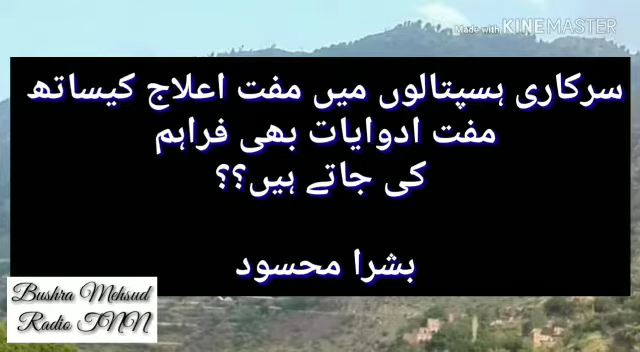 Made with KINEMASTER
سرکاری ہسپتالوں میں مفت اعلاج کیساتھ
مفت ادوایات بھی فراہم
کی جاتے ہیں؟؟
بشرا محسود
Bushra Mehsud
Radio TNN